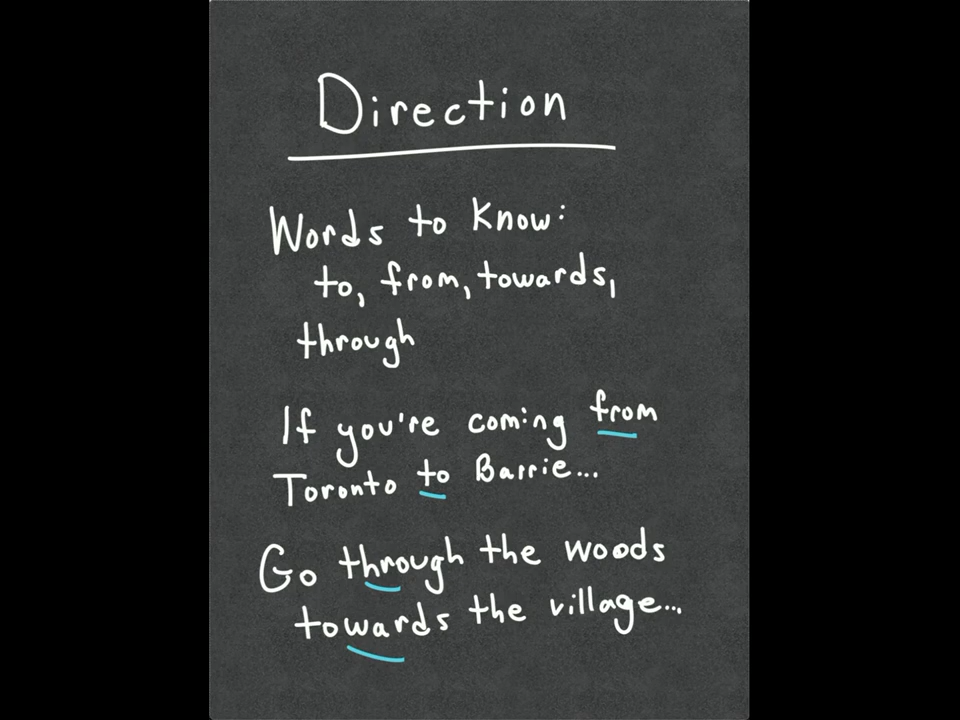 Direction
Words to Know:
to, from, towards,
through
If you're coming from
Toronto to Barrie...
Go through the woods
towards the village...